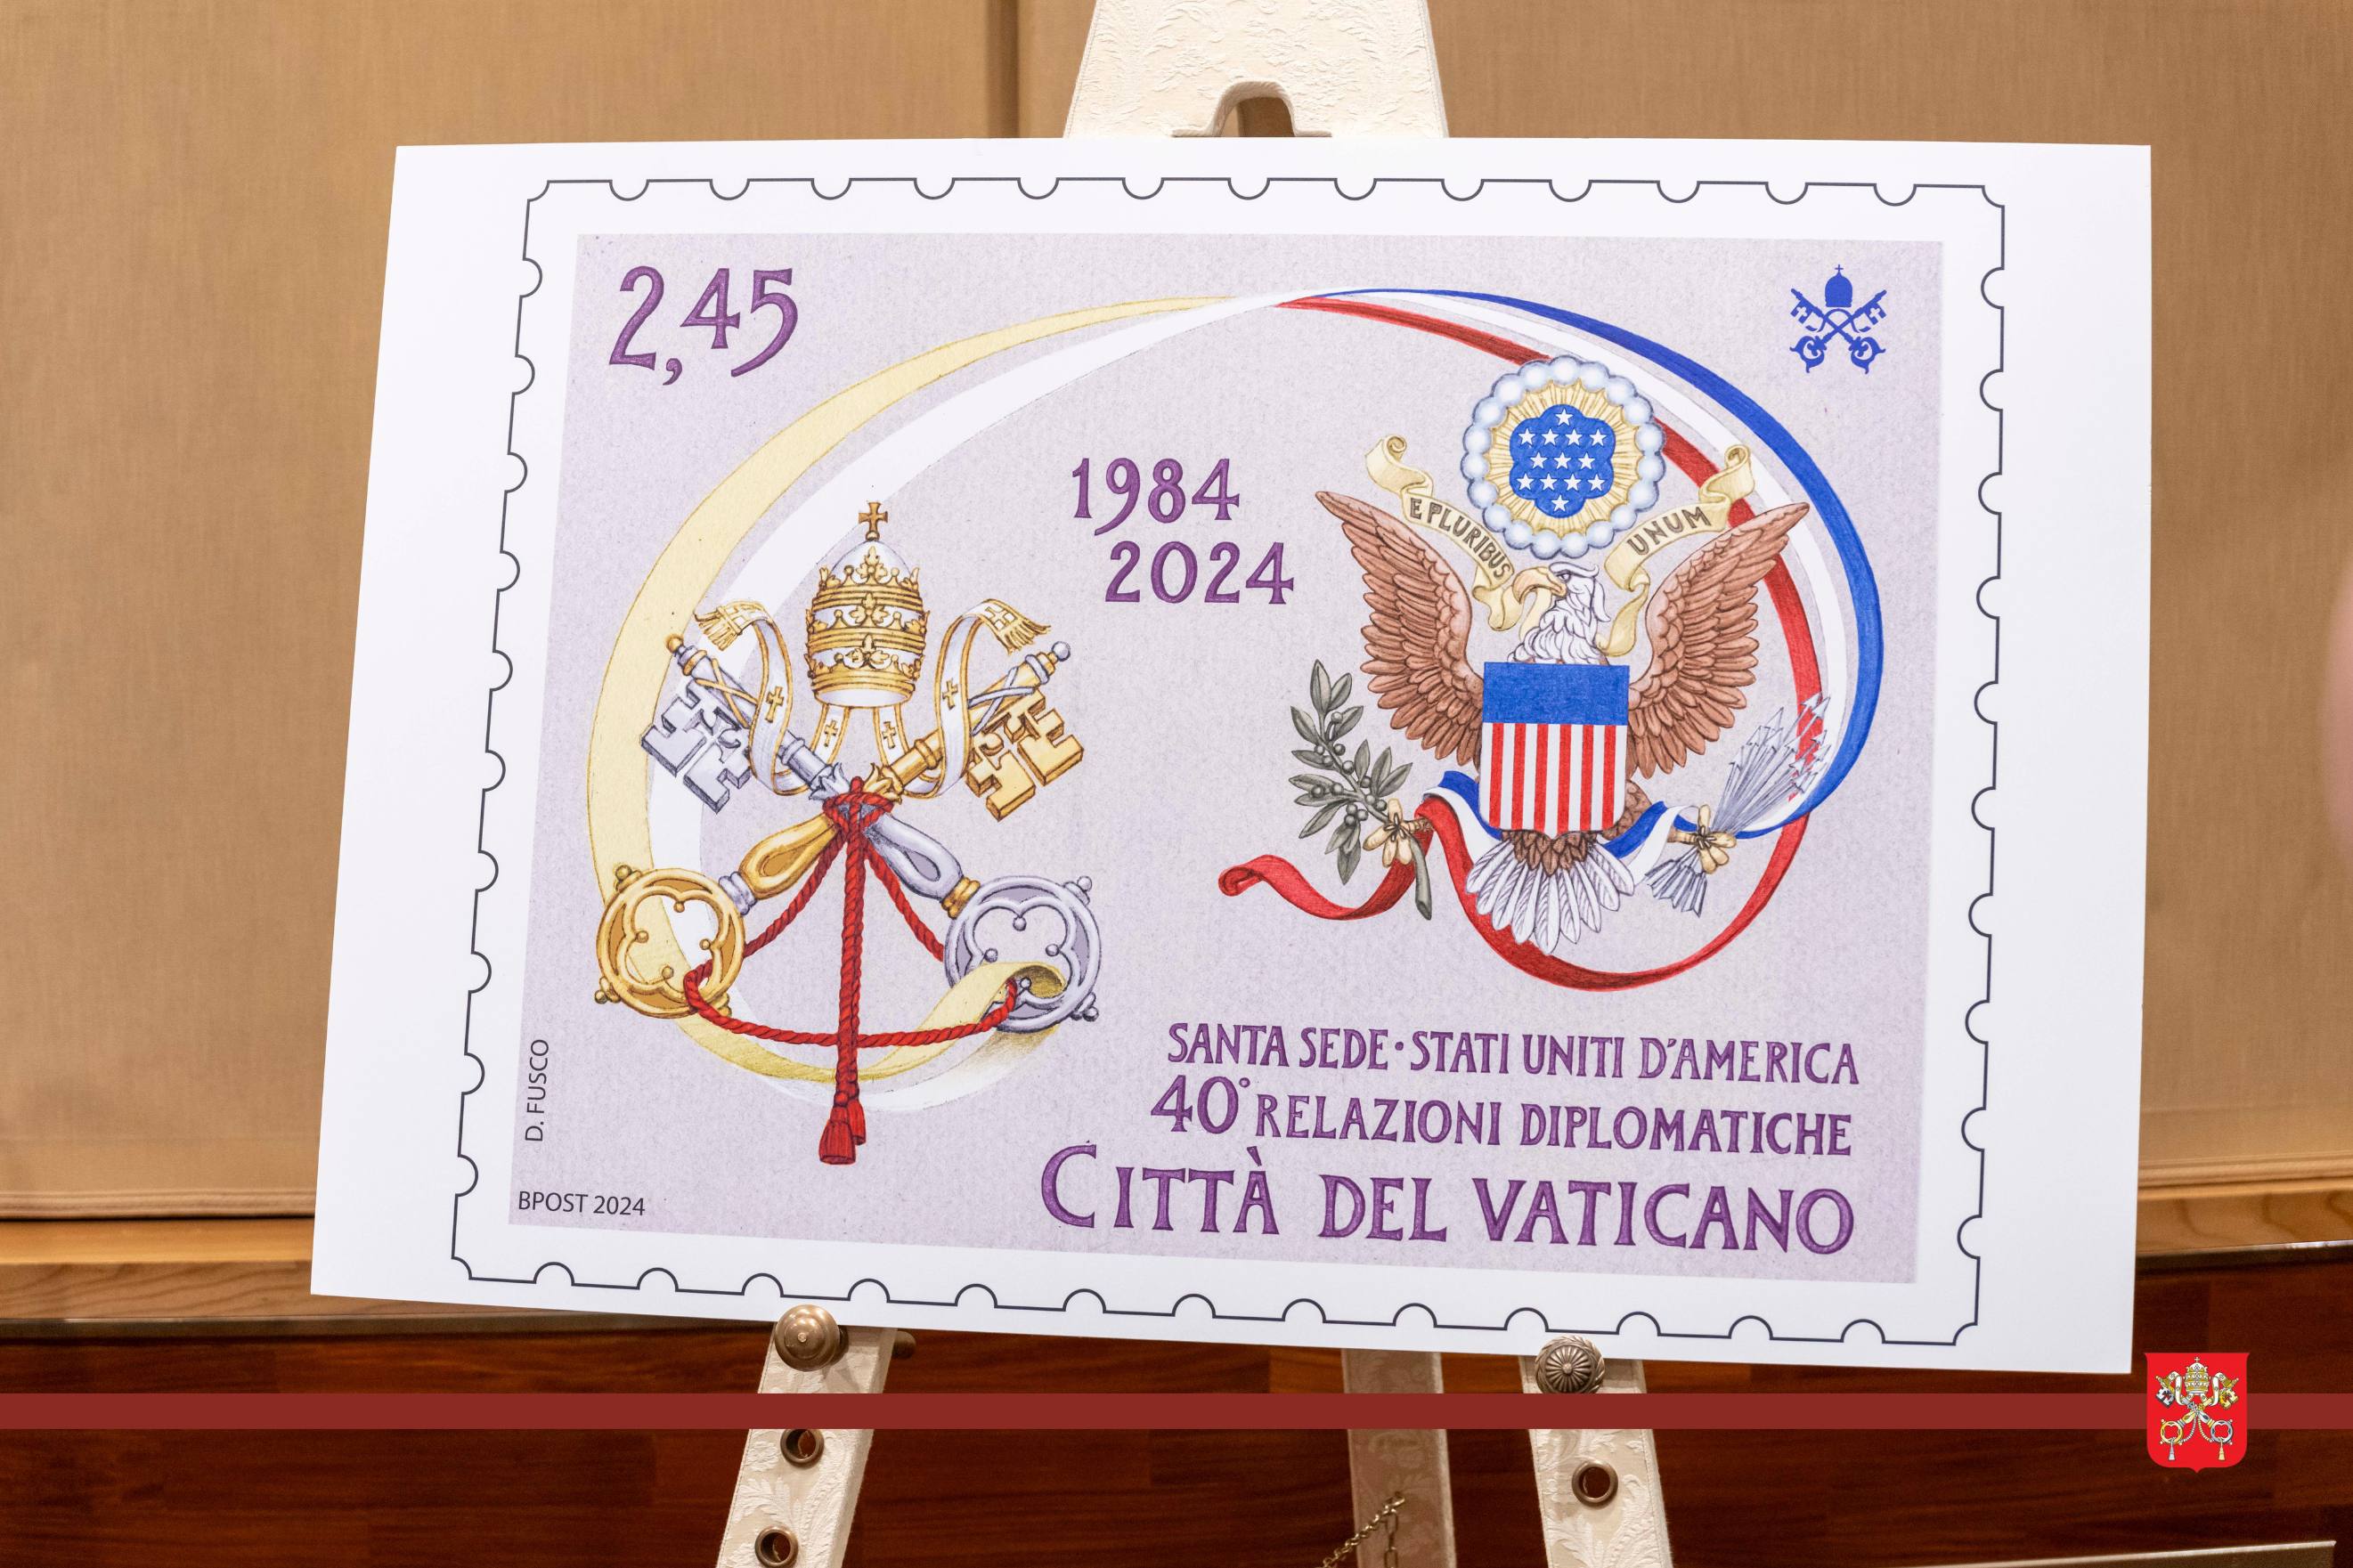 2,45
1984
2024
E PLURIBUS UNUM
SANTA SEDE·STATI UNITI D'AMERICA
40° RELAZIONI DIPLOMATICHE
CITTÀ DEL VATICANO
D. FUSCO
BPOST 2024